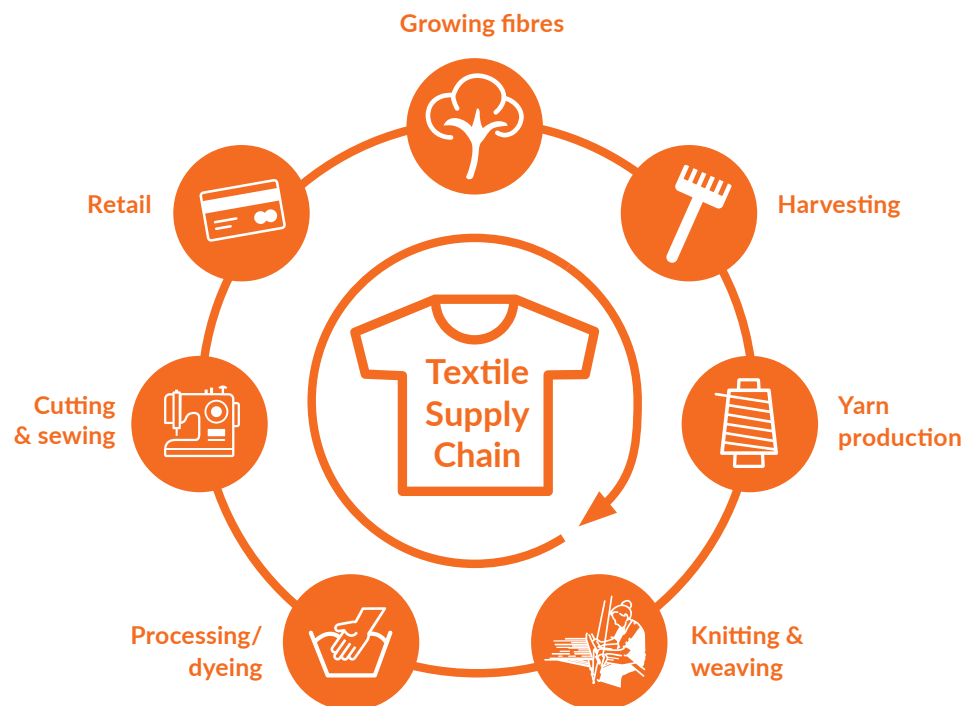 Growing fibres
Harvesting
Yarn
production
Knitting &
weaving
Processing/
dyeing
Cutting
& sewing
Retail
Textile
Supply
Chain